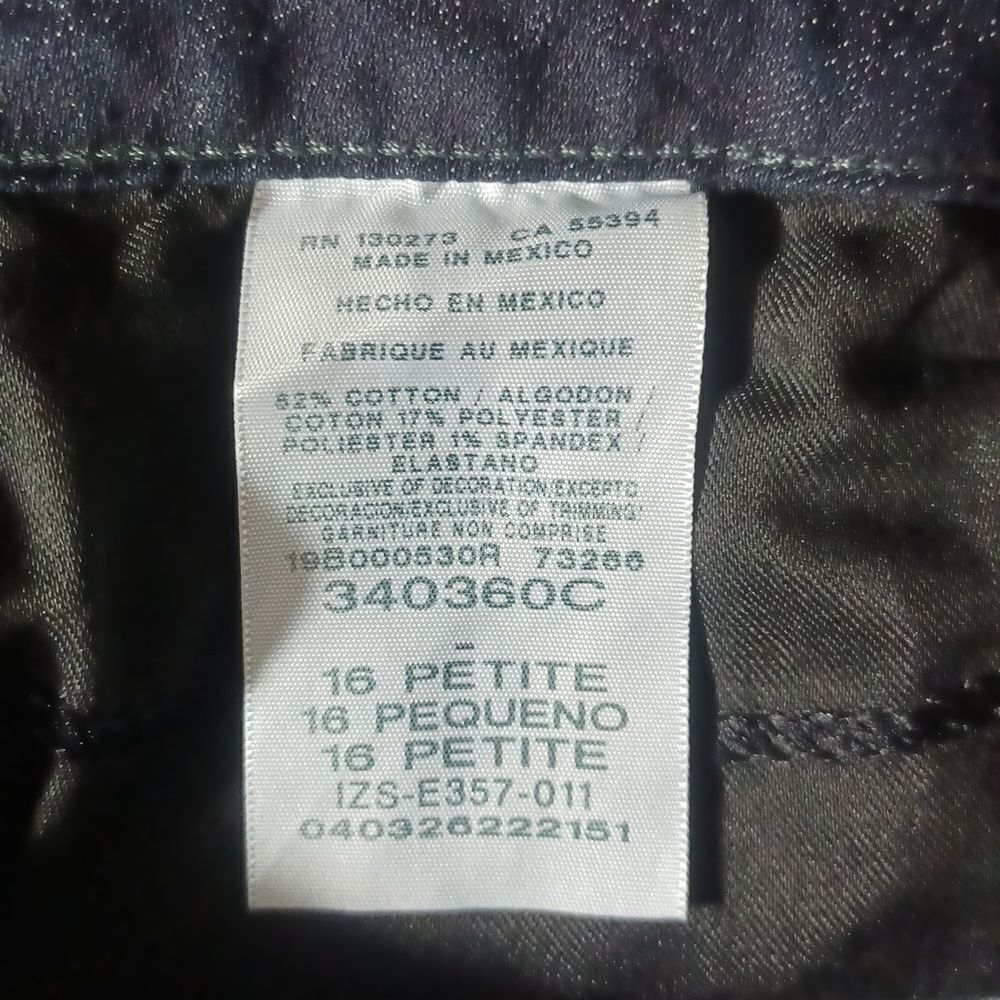 RN 130273 CA 55394
MADE IN MEXICO
HECHO EN MEXICO
FABRIQUE AU MEXIQUE
COTTON / ALGODON /
COTON 17% POLYESTER /
POLIESTER 1% SPANDEX /
ELASTANO
EXCLUSIVE OF DECORATION/EXCEPTO
DECORACION/EXCLUSIVE OF TRIMMING/
GARNITURE NON COMPRISE
19B000530R 73266
340360C
16 PETITE
16 PEQUENO
16 PETITE
IZS-E357-011
040326222151